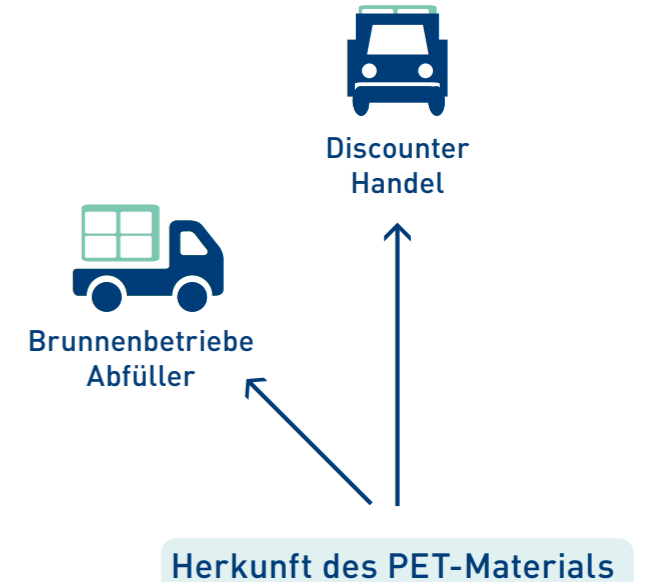 Discounter
Handel
Brunnenbetriebe
Abfüller
Herkunft des PET-Materials